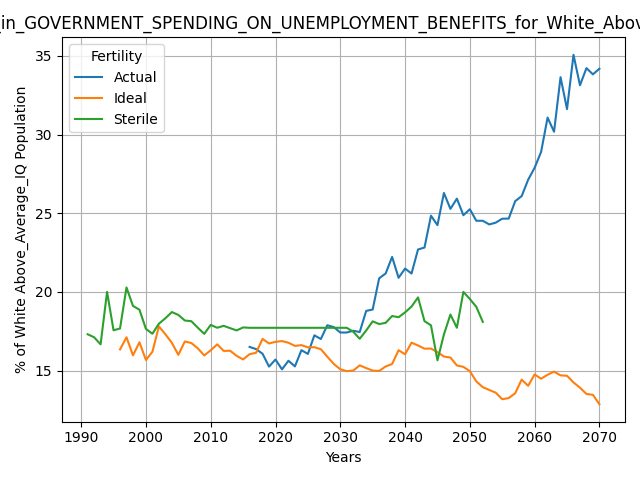 _in_GOVERNMENT_SPENDING_ON_UNEMPLOYMENT_BENEFITS_for_White_Abov
Fertility
Actual
Ideal
Sterile
% of White Above_Average_IQ Population
35
30
25
20
15
1990 2000 2010 2020 2030 2040 2050 2060 2070
Years